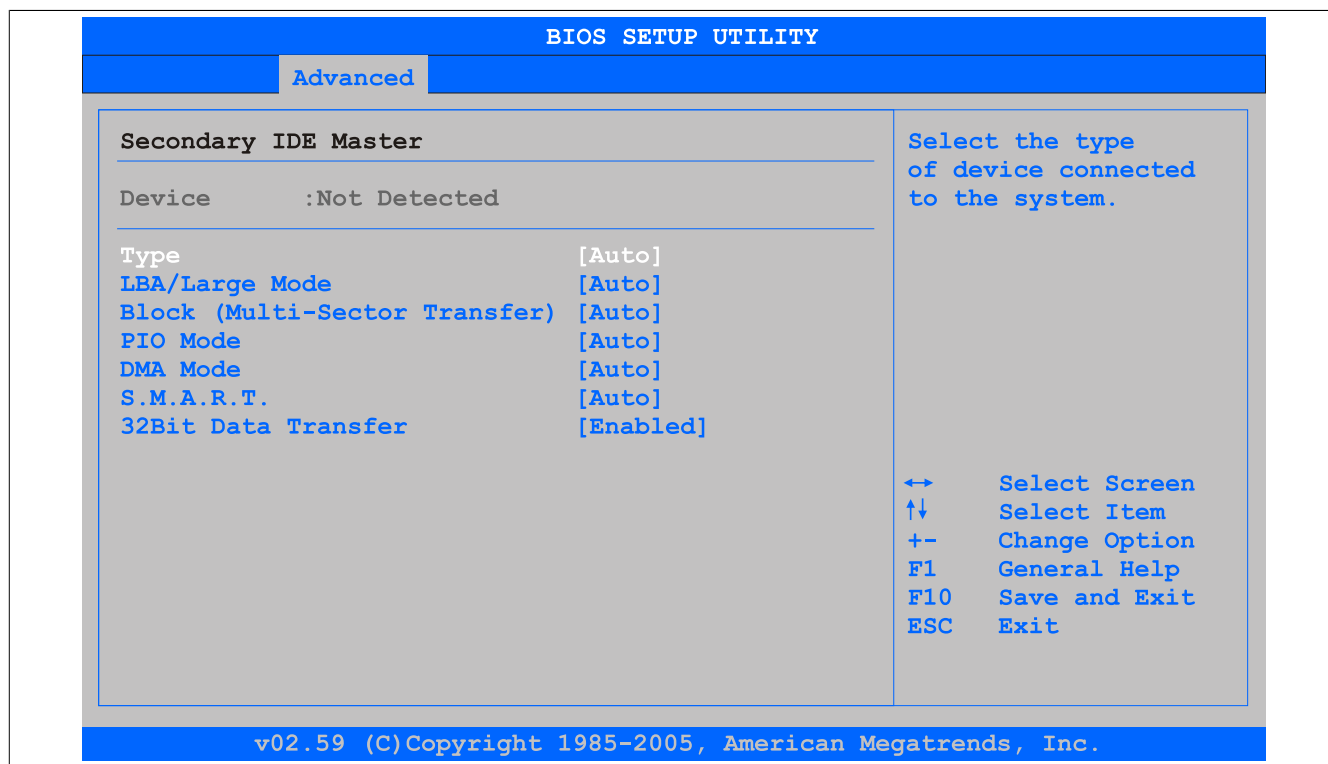 BIOS SETUP UTILITY
Advanced
Secondary IDE Master
Device :Not Detected
Type [Auto]
LBA/Large Mode [Auto]
Block (Multi-Sector Transfer) [Auto]
PIO Mode [Auto]
DMA Mode [Auto]
S.M.A.R.T. [Auto]
32Bit Data Transfer [Enabled]
Select the type
of device connected
to the system.
↔ Select Screen
↑↓ Select Item
+- Change Option
F1 General Help
F10 Save and Exit
ESC Exit
v02.59 (C)Copyright 1985-2005, American Megatrends, Inc.